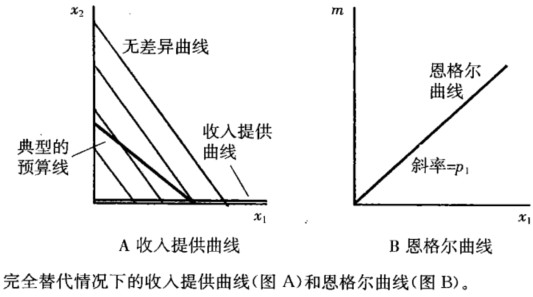 x₂
无差异曲线
典型的
预算线
收入提供
曲线
x₁
A 收入提供曲线
m
恩格尔
曲线
斜率=p₁
x₁
B 恩格尔曲线
完全替代情况下的收入提供曲线(图 A)和恩格尔曲线(图 B)。